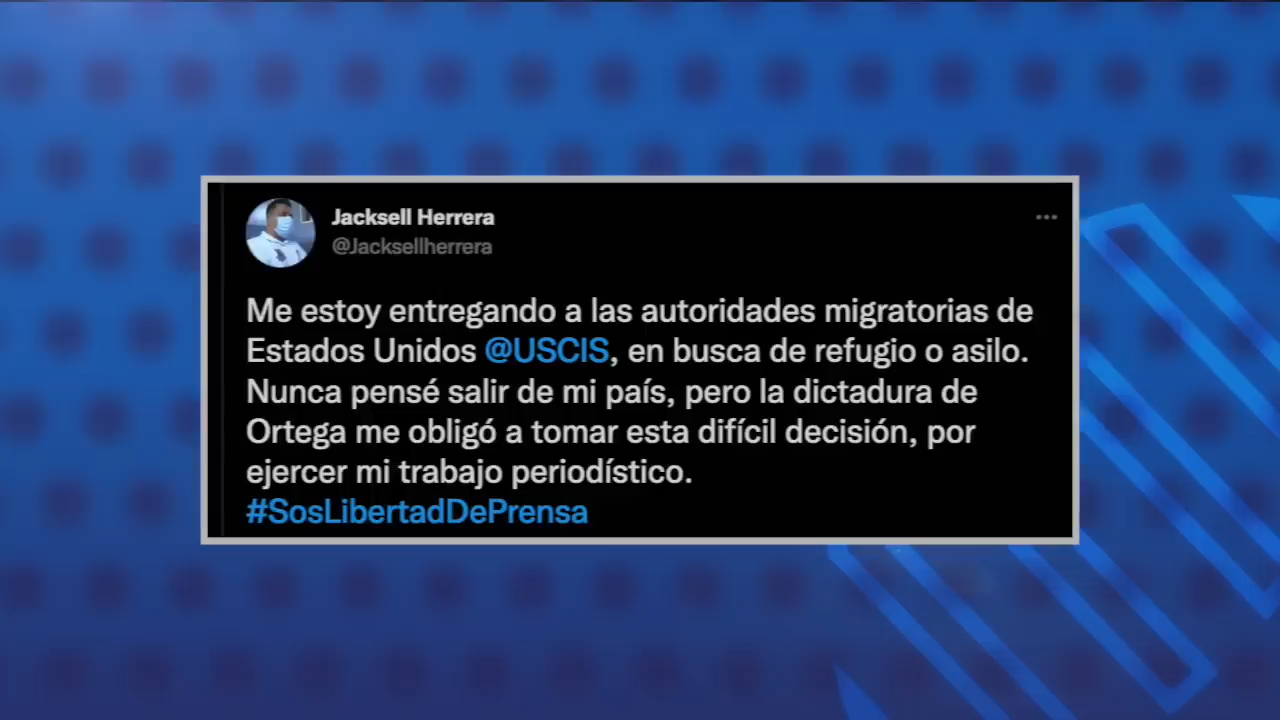 Jacksell Herrera
@Jacksellherrera
Me estoy entregando a las autoridades migratorias de
Estados Unidos @USCIS, en busca de refugio o asilo.
Nunca pensé salir de mi país, pero la dictadura de
Ortega me obligó a tomar esta difícil decisión, por
ejercer mi trabajo periodístico.
#SosLibertadDePrensa